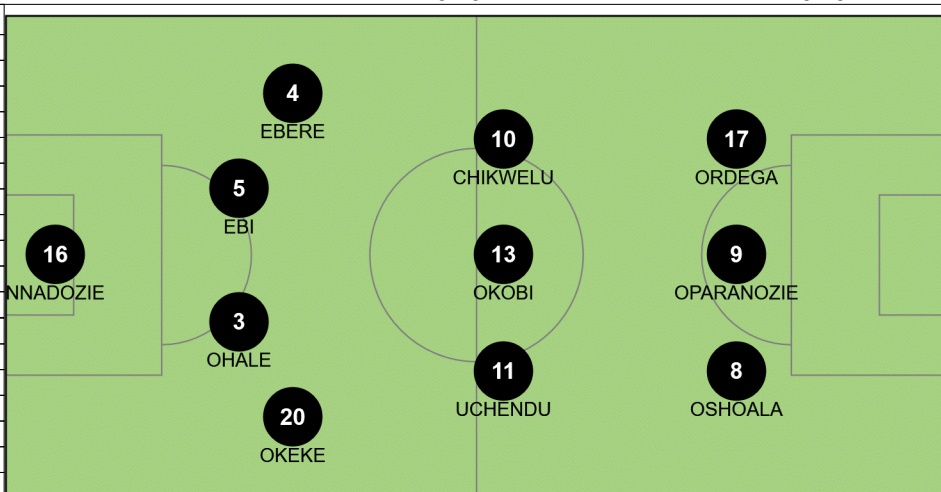 4
EBERE
10
CHIKWELU
17
ORDEGA
5
EBI
16
NNADOZIE
13
OKOBI
9
OPARANOZIE
3
OHALE
11
UCHENDU
8
OSHOALA
20
OKEKE